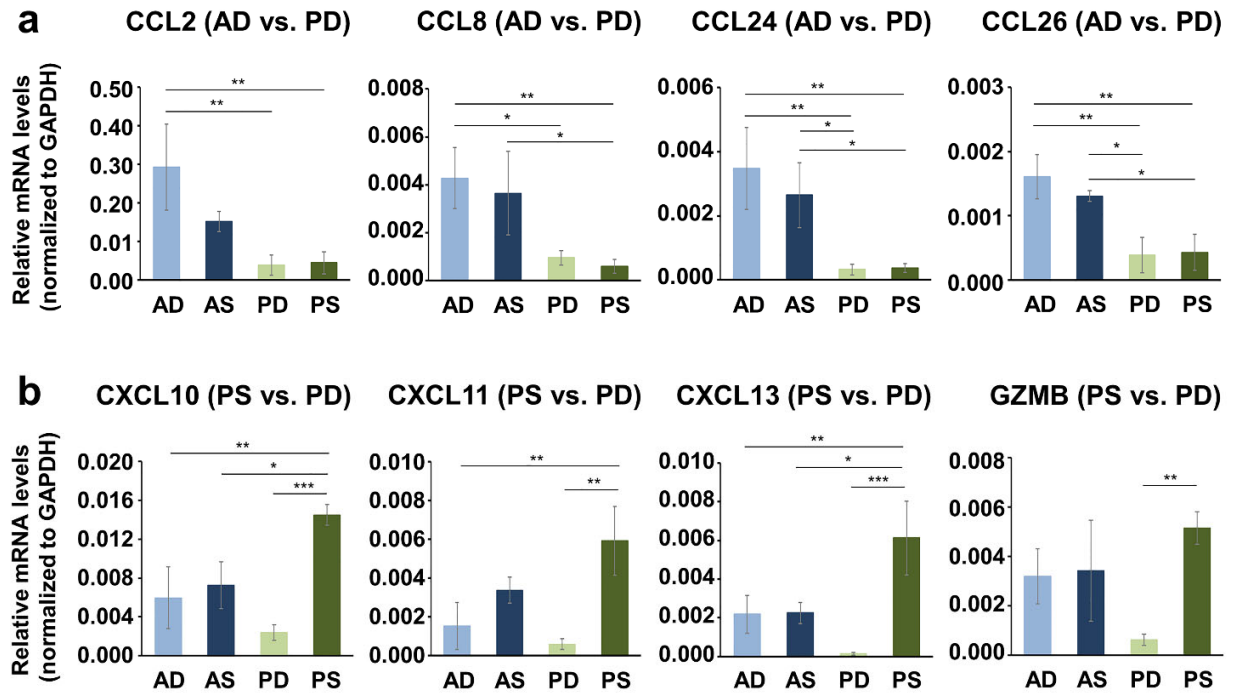 a
CCL2 (AD vs. PD)
CCL8 (AD vs. PD)
CCL24 (AD vs. PD)
CCL26 (AD vs. PD)
Relative mRNA levels
(normalized to GAPDH)
0.50
0.40
0.30
0.20
0.01
0.00
**
**
AD AS PD PS
0.008
0.006
0.004
0.002
0.000
**
*
*
AD AS PD PS
0.006
0.004
0.002
0.000
**
**
*
*
AD AS PD PS
0.003
0.002
0.001
0.000
**
**
*
*
AD AS PD PS
b
CXCL10 (PS vs. PD)
CXCL11 (PS vs. PD)
CXCL13 (PS vs. PD)
GZMB (PS vs. PD)
Relative mRNA levels
(normalized to GAPDH)
0.020
0.016
0.012
0.008
0.004
0.000
**
*
***
AD AS PD PS
0.010
0.008
0.006
0.004
0.002
0.000
**
**
AD AS PD PS
0.010
0.008
0.006
0.004
0.002
0.000
**
*
***
AD AS PD PS
0.008
0.006
0.004
0.002
0.000
**
AD AS PD PS